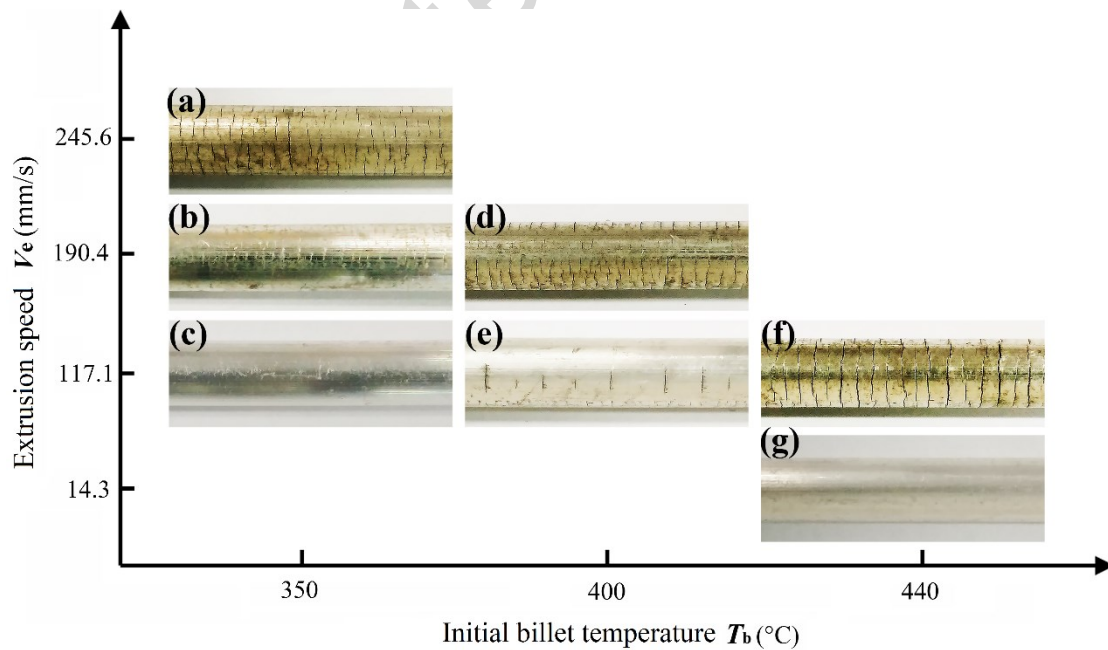 (a)
245.6
(b)
(d)
190.4
(c)
(e)
(f)
117.1
(g)
14.3
Extrusion speed Ve (mm/s)
350
400
440
Initial billet temperature Tb (°C)